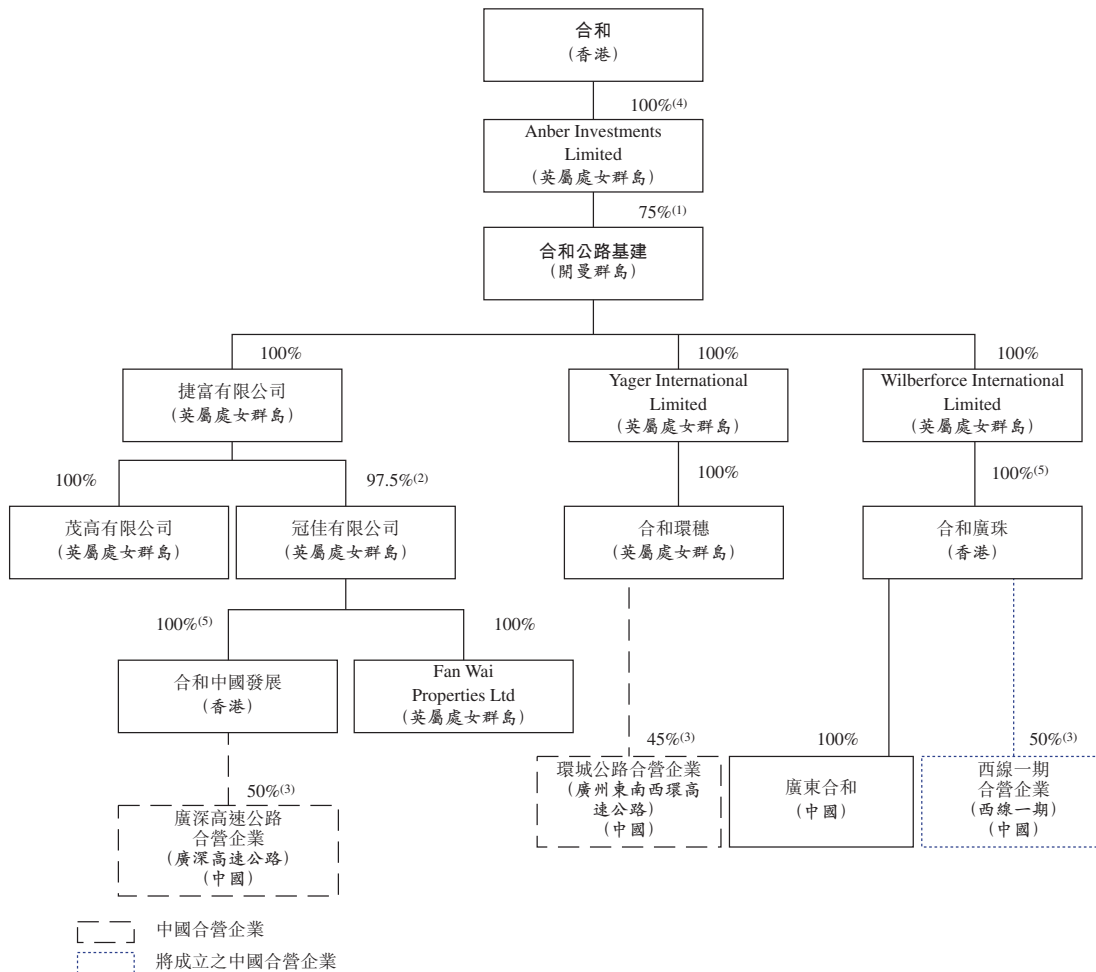 合和
(香港)
100%(4)
Anber Investments
Limited
(英屬處女群島)
75%(1)
合和公路基建
(開曼群島)
100%
100%
100%
捷富有限公司
(英屬處女群島)
Yager International
Limited
(英屬處女群島)
Wilberforce International
Limited
(英屬處女群島)
100%
97.5%(2)
100%
100%(5)
茂高有限公司
(英屬處女群島)
冠佳有限公司
(英屬處女群島)
合和環穗
(英屬處女群島)
合和廣珠
(香港)
100%(5)
100%
合和中國發展
(香港)
Fan Wai
Properties Ltd
(英屬處女群島)
50%(3)
45%(3)
100%
50%(3)
廣深高速公路
合營企業
(廣深高速公路)
(中國)
環城公路合營企業
(廣州東南西環高
速公路)
(中國)
廣東合和
(中國)
西線一期
合營企業
(西線一期)
(中國)
中國合營企業
將成立之中國合營企業